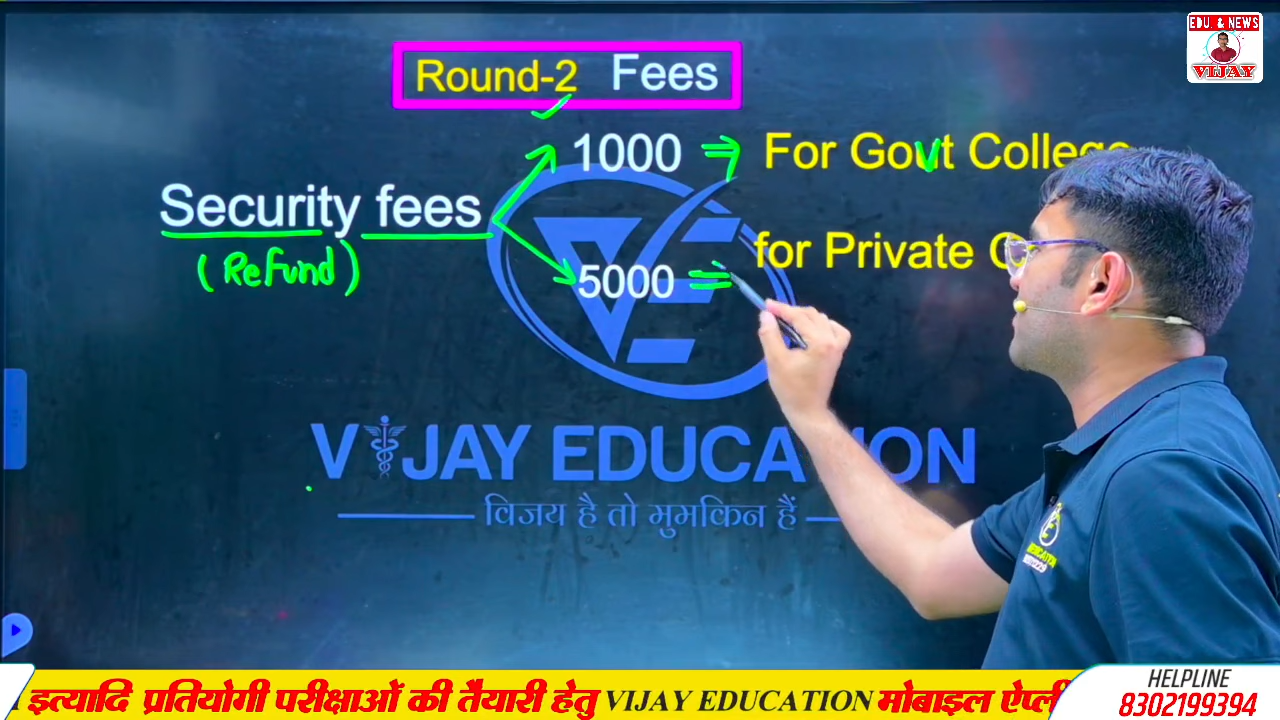 EDU. & NEWS
VIJAY
Round-2 Fees
1000 ⇒ For Govt College
Security fees
(Refund)
for Private
5000 =
VIJAY EDUCATION
विजय है तो मुमकिन हैं
इत्यादि प्रतियोगी परीक्षाओं की तैयारी हेतु VIJAY EDUCATION मोबाइल
HELPLINE
8302199394